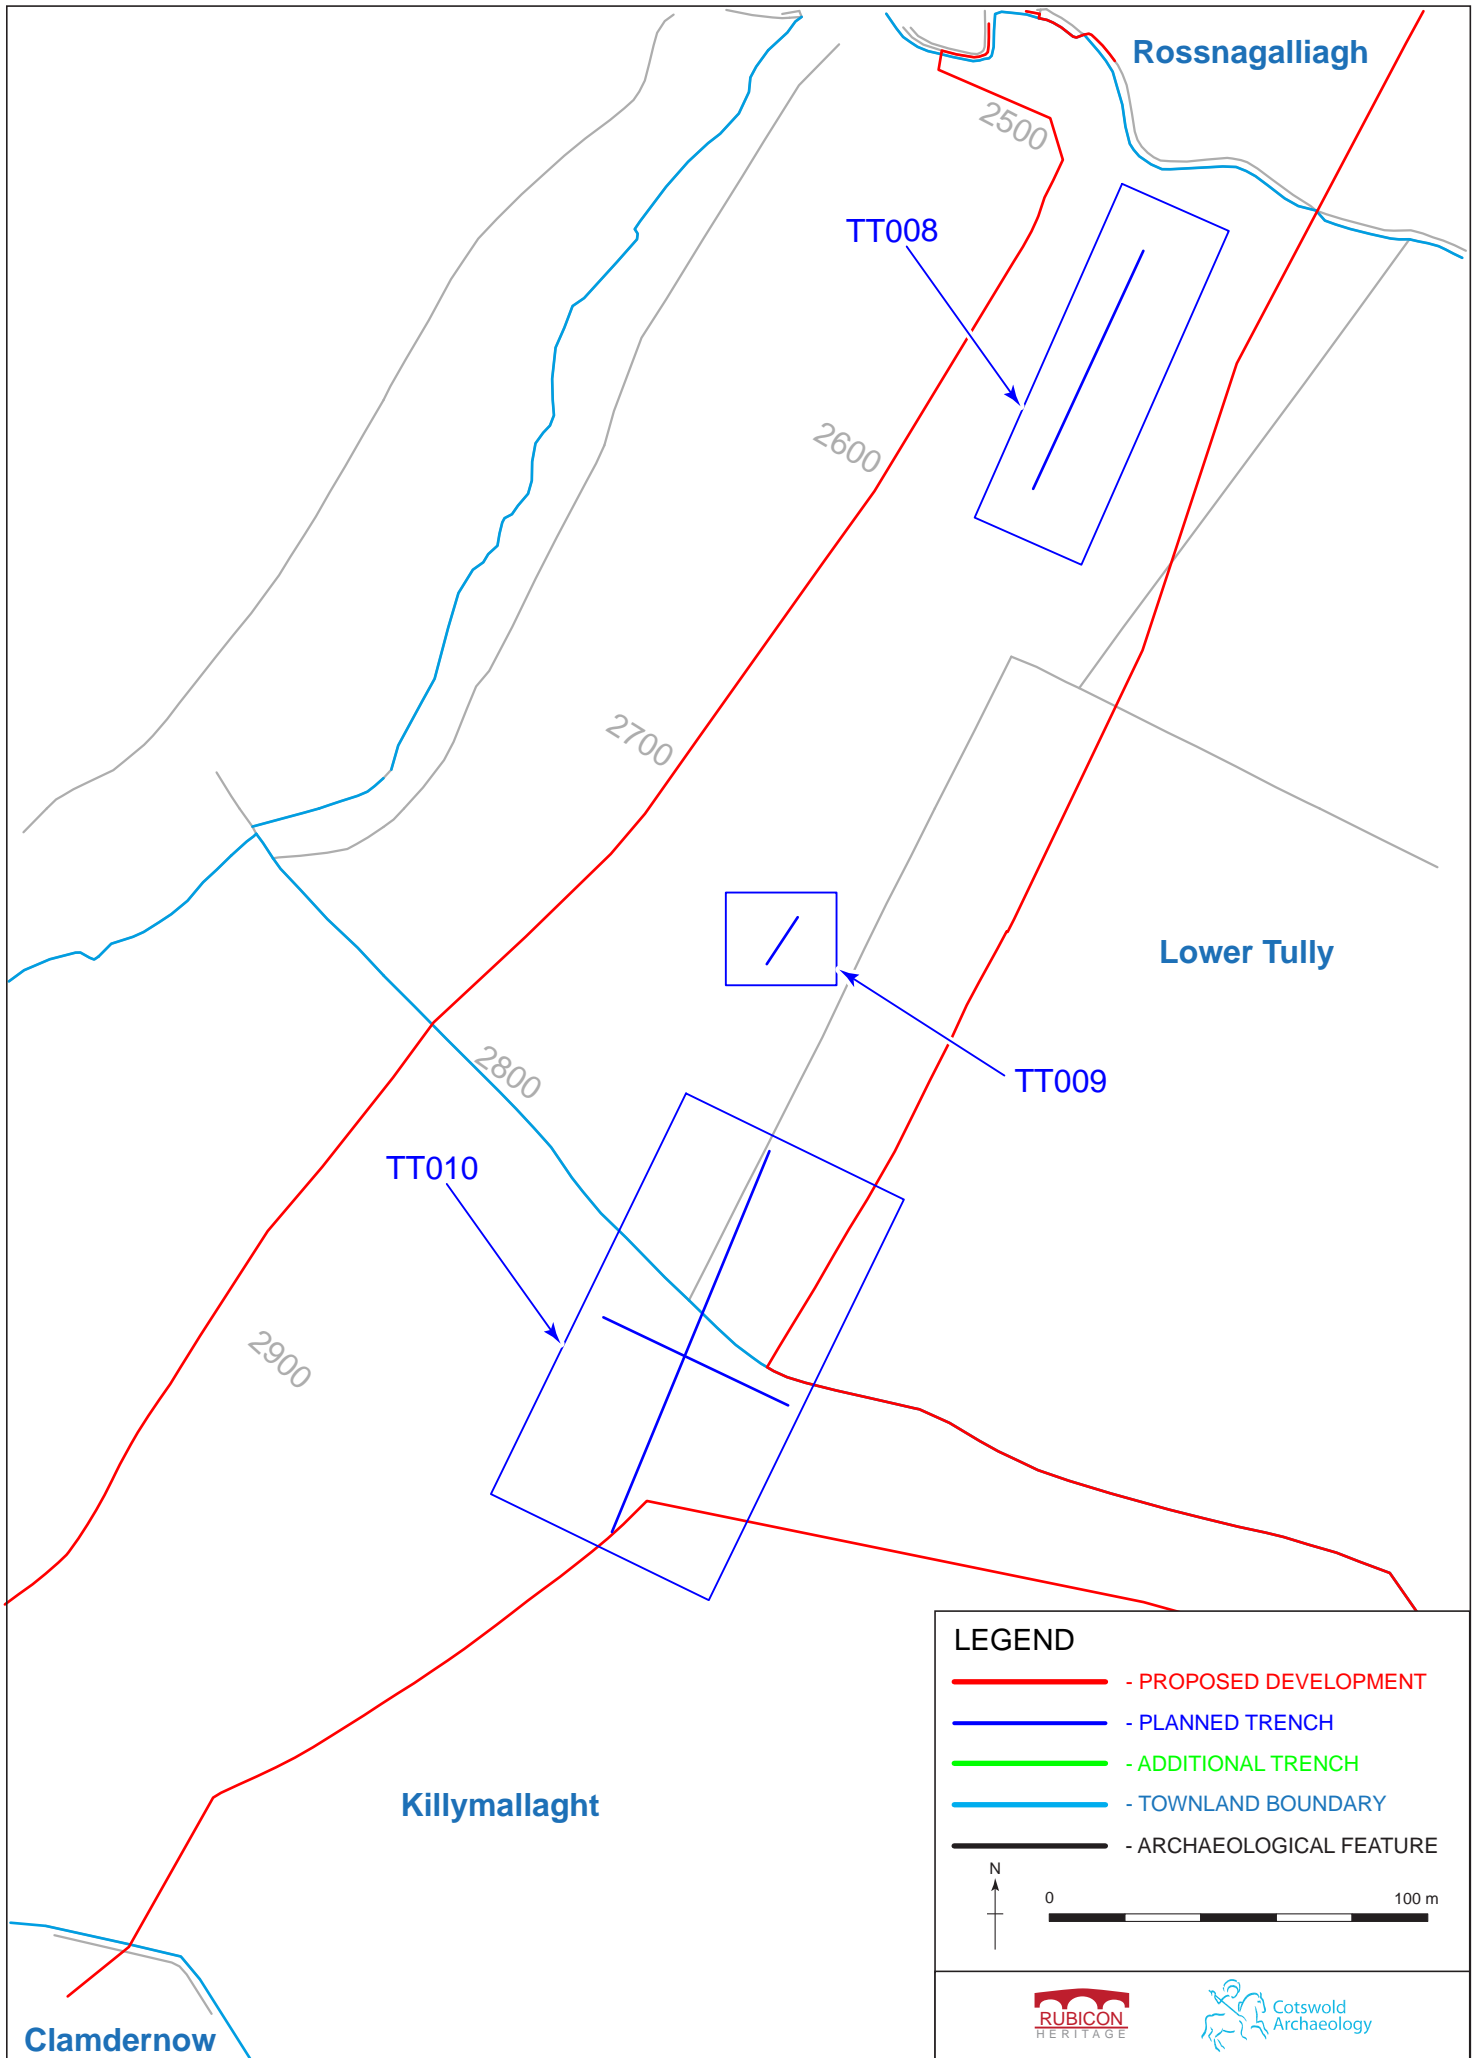 Rossnagalliagh
2500
TT008
2600
2700
Lower Tully
2800
TT009
TT010
2900
LEGEND
- PROPOSED DEVELOPMENT
- PLANNED TRENCH
- ADDITIONAL TRENCH
- TOWNLAND BOUNDARY
- ARCHAEOLOGICAL FEATURE
N
0 100 m
Killymallaght
RUBICON
HERITAGE
Cotswold
Archaeology
Clamdernow